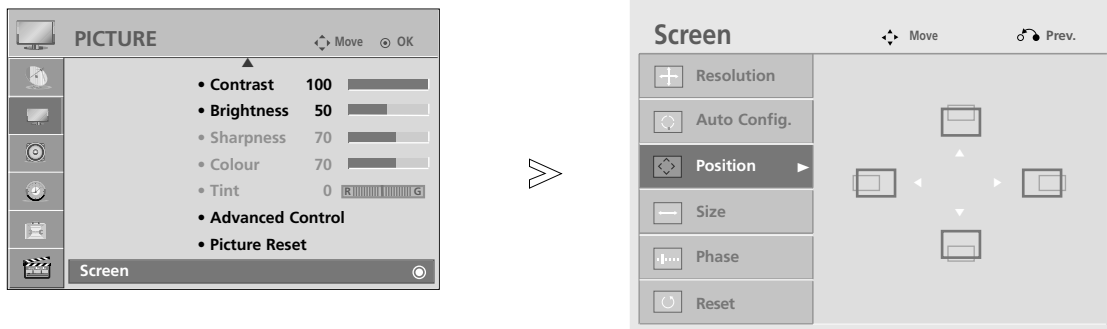 PICTURE
Move OK
• Contrast 100
• Brightness 50
• Sharpness 70
• Colour 70
• Tint 0 R G
• Advanced Control
• Picture Reset
Screen
Screen
Move Prev.
Resolution
Auto Config.
Position
Size
Phase
Reset